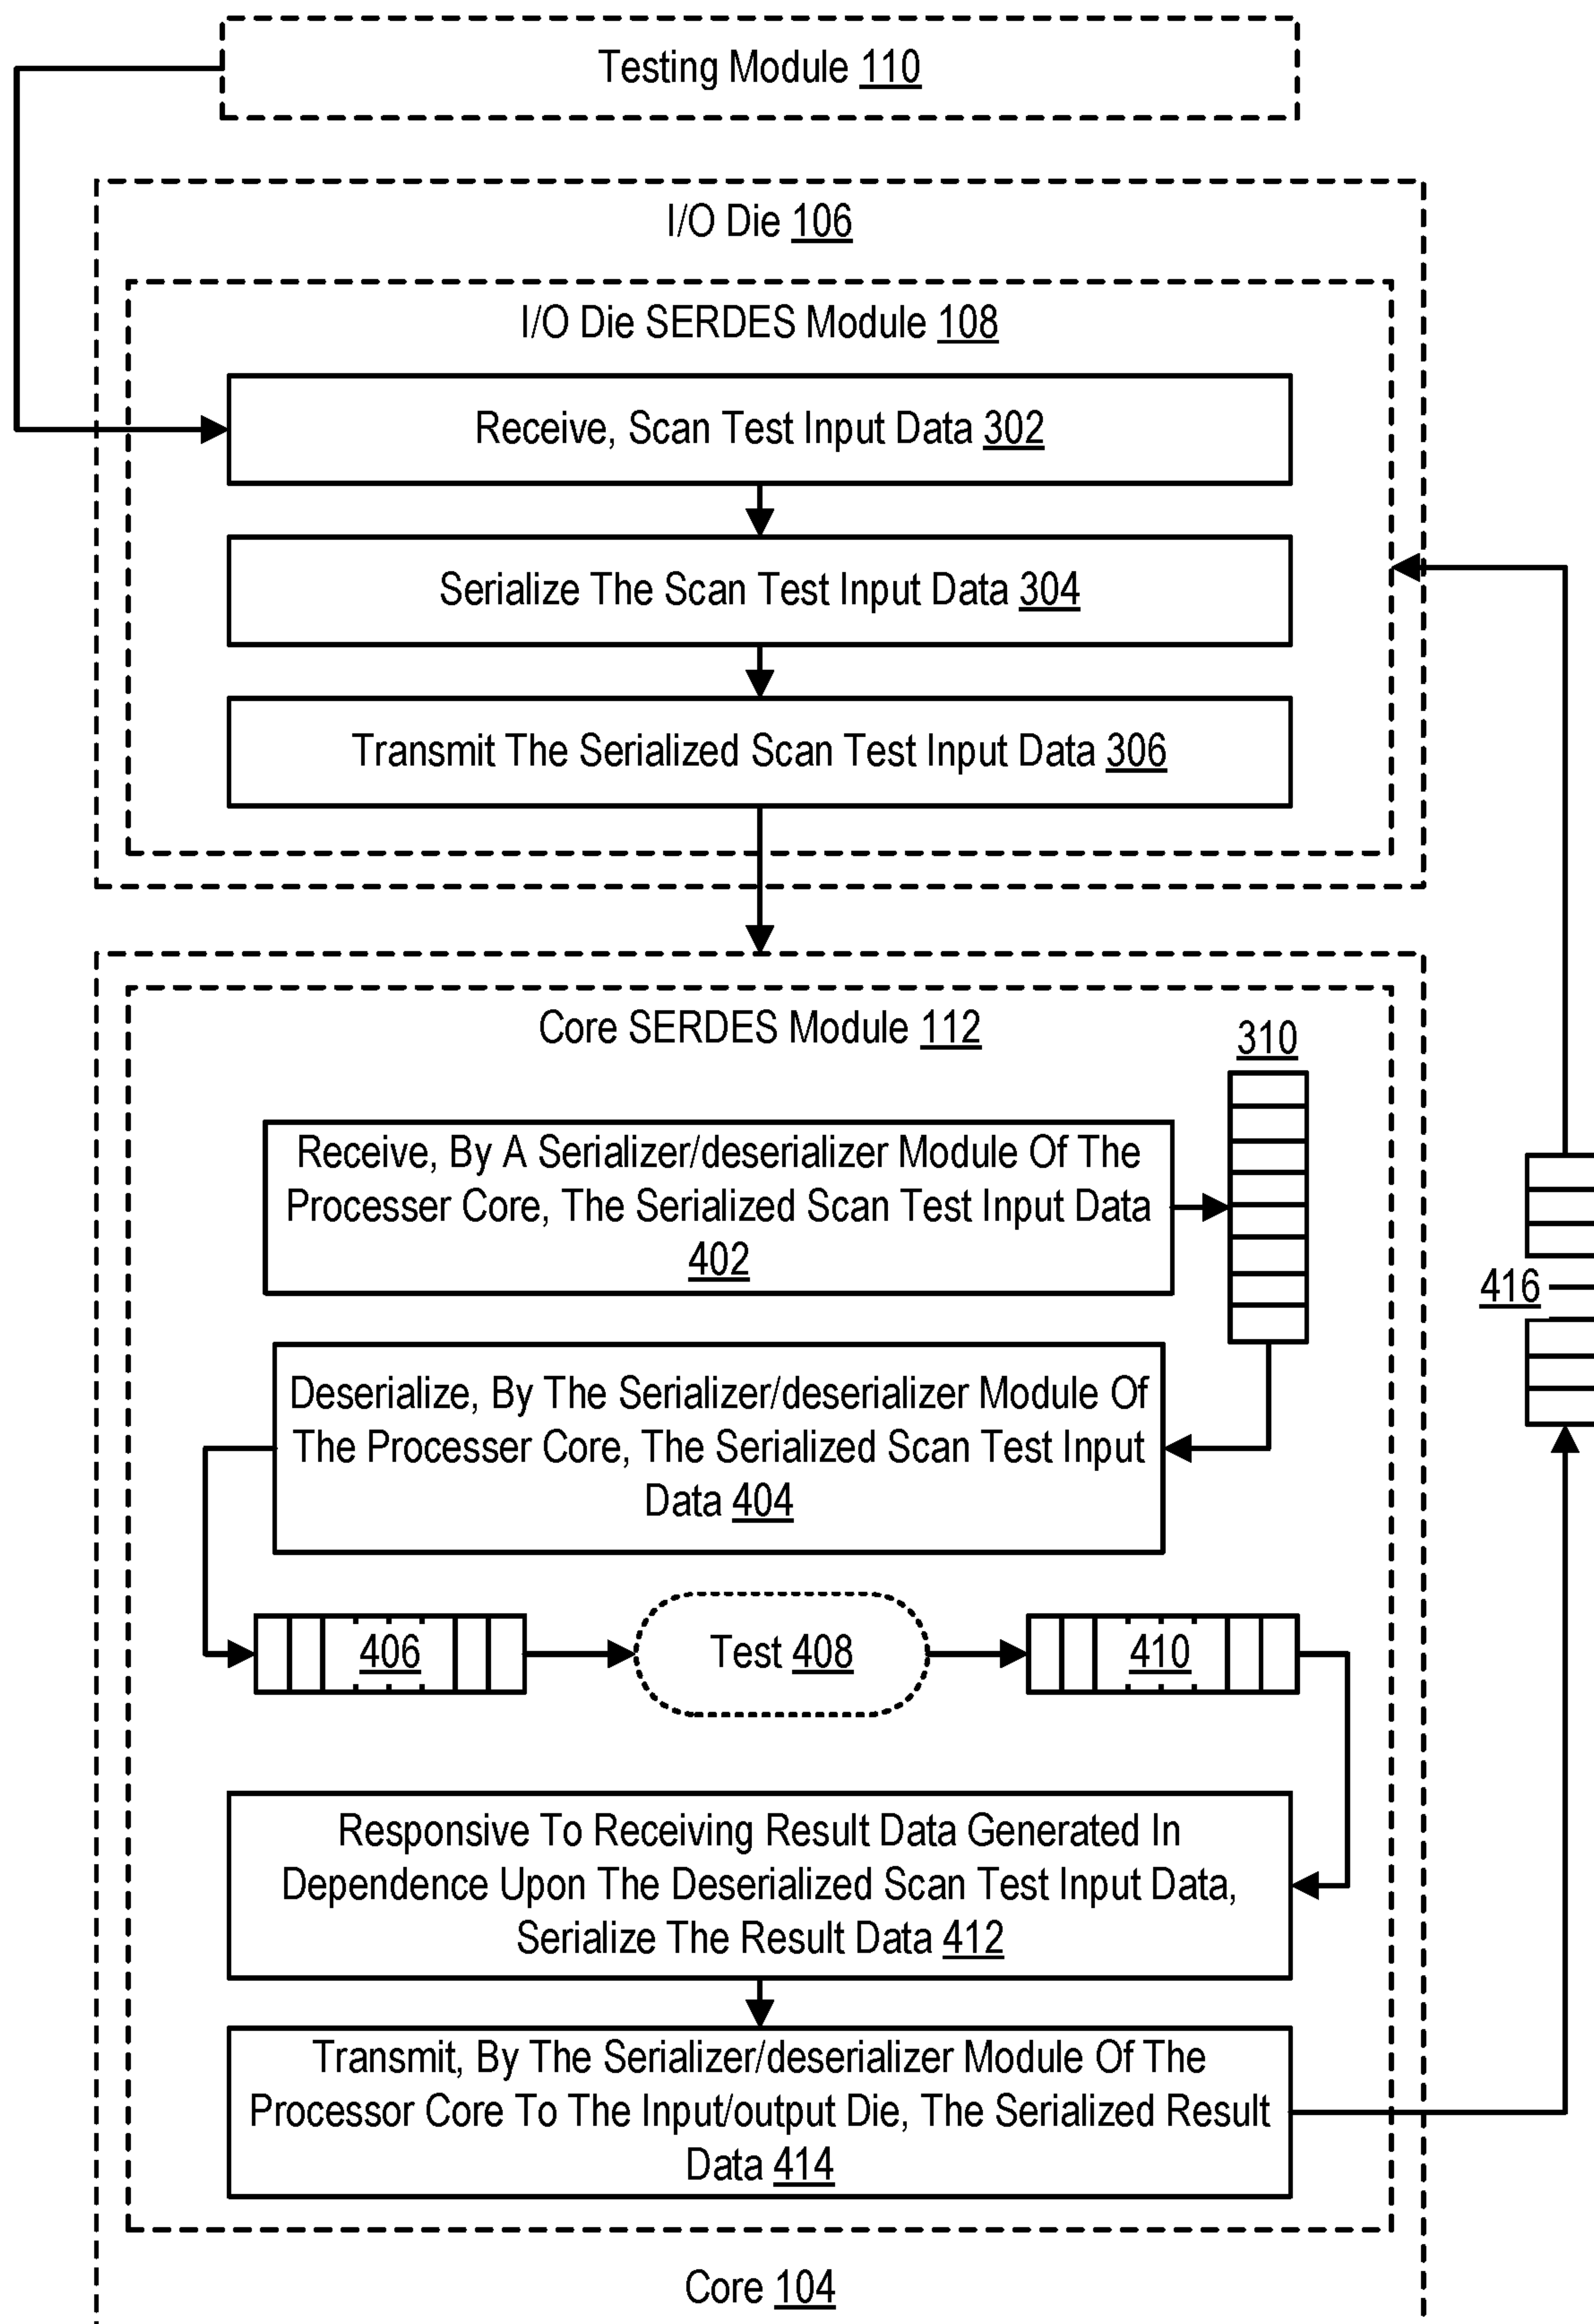 Testing Module 110
I/O Die 106
I/O Die SERDES Module 108
Receive, Scan Test Input Data 302
Serialize The Scan Test Input Data 304
Transmit The Serialized Scan Test Input Data 306
Core SERDES Module 112
310
Receive, By A Serializer/deserializer Module Of The
Processer Core, The Serialized Scan Test Input Data
402
416
Deserialize, By The Serializer/deserializer Module Of
The Processer Core, The Serialized Scan Test Input
Data 404
406
Test 408
410
Responsive To Receiving Result Data Generated In
Dependence Upon The Deserialized Scan Test Input Data,
Serialize The Result Data 412
Transmit, By The Serializer/deserializer Module Of The
Processor Core To The Input/output Die, The Serialized Result
Data 414
Core 104